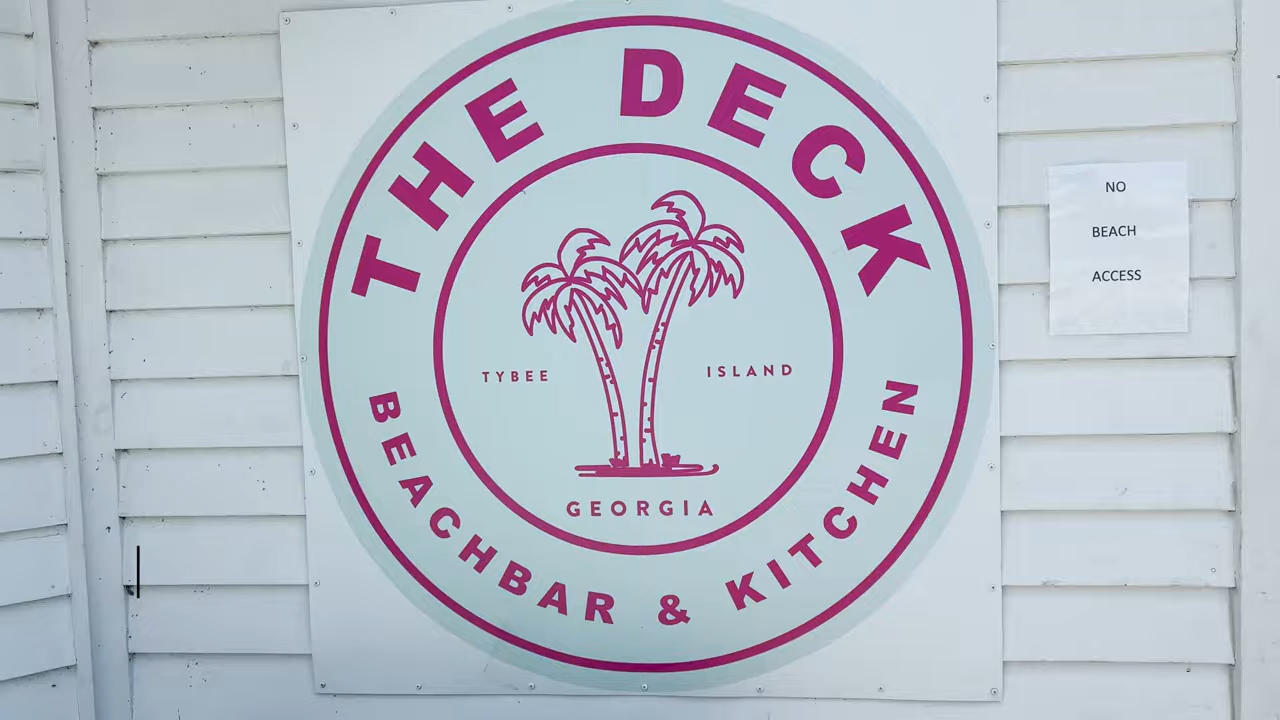 THE DECK
TYBEE ISLAND
GEORGIA
BEACHBAR & KITCHEN
NO
BEACH
ACCESS